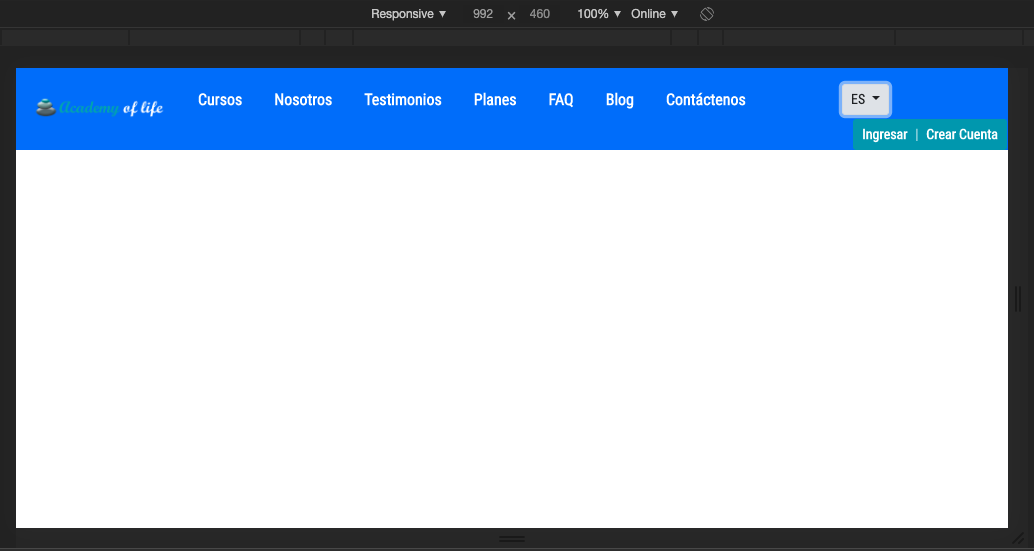 Responsive ▼ 992 × 460 100% ▼ Online ▼
Academy of life Cursos Nosotros Testimonios Planes FAQ Blog Contáctenos ES
Ingresar | Crear Cuenta